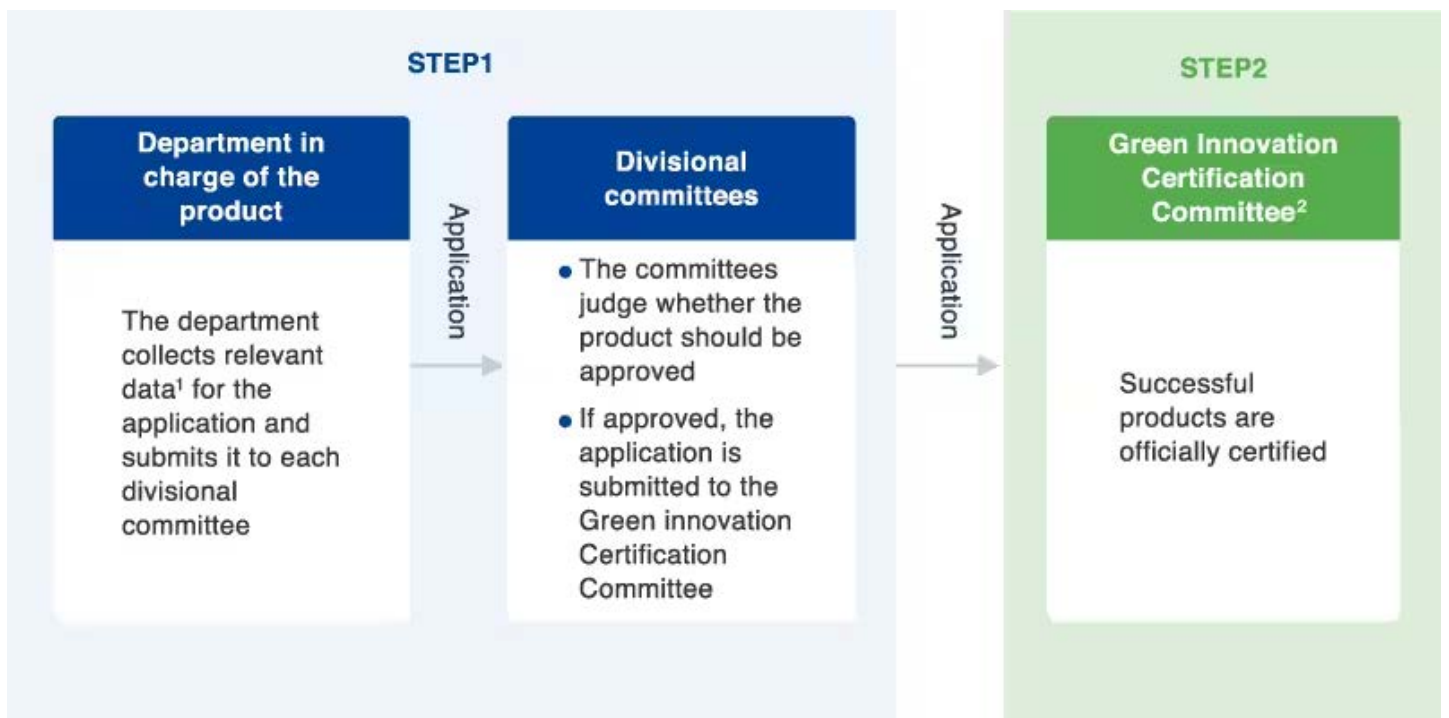 STEP1
Department in
charge of the
product
The department
collects relevant
data¹ for the
application and
submits it to each
divisional
committee
Application
Divisional
committees
• The committees
judge whether the
product should be
approved
• If approved, the
application is
submitted to the
Green innovation
Certification
Committee
Application
STEP2
Green Innovation
Certification
Committee²
Successful
products are
officially certified